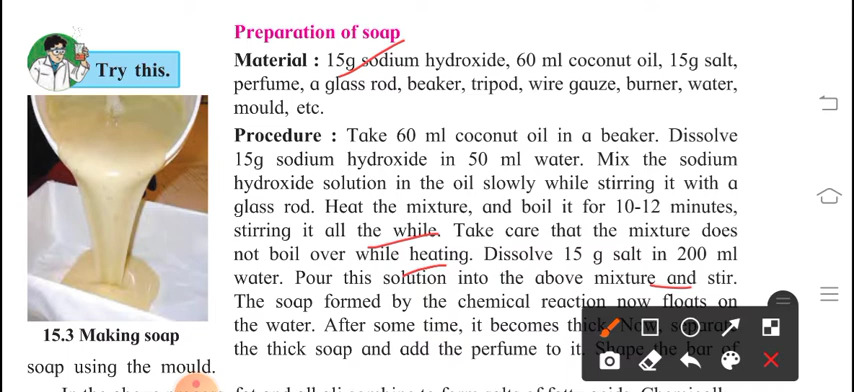 Preparation of soap
Try this.
Material : 15g sodium hydroxide, 60 ml coconut oil, 15g salt,
perfume, a glass rod, beaker, tripod, wire gauze, burner, water,
mould, etc.
Procedure : Take 60 ml coconut oil in a beaker. Dissolve
15g sodium hydroxide in 50 ml water. Mix the sodium
hydroxide solution in the oil slowly while stirring it with a
glass rod. Heat the mixture, and boil it for 10-12 minutes,
stirring it all the while. Take care that the mixture does
not boil over while heating. Dissolve 15 g salt in 200 ml
water. Pour this solution into the above mixture and stir.
The soap formed by the chemical reaction now floats on
the water. After some time, it becomes thick. Now, separate
the thick soap and add the perfume to it. Shape the bar of
15.3 Making soap
soap using the mould.